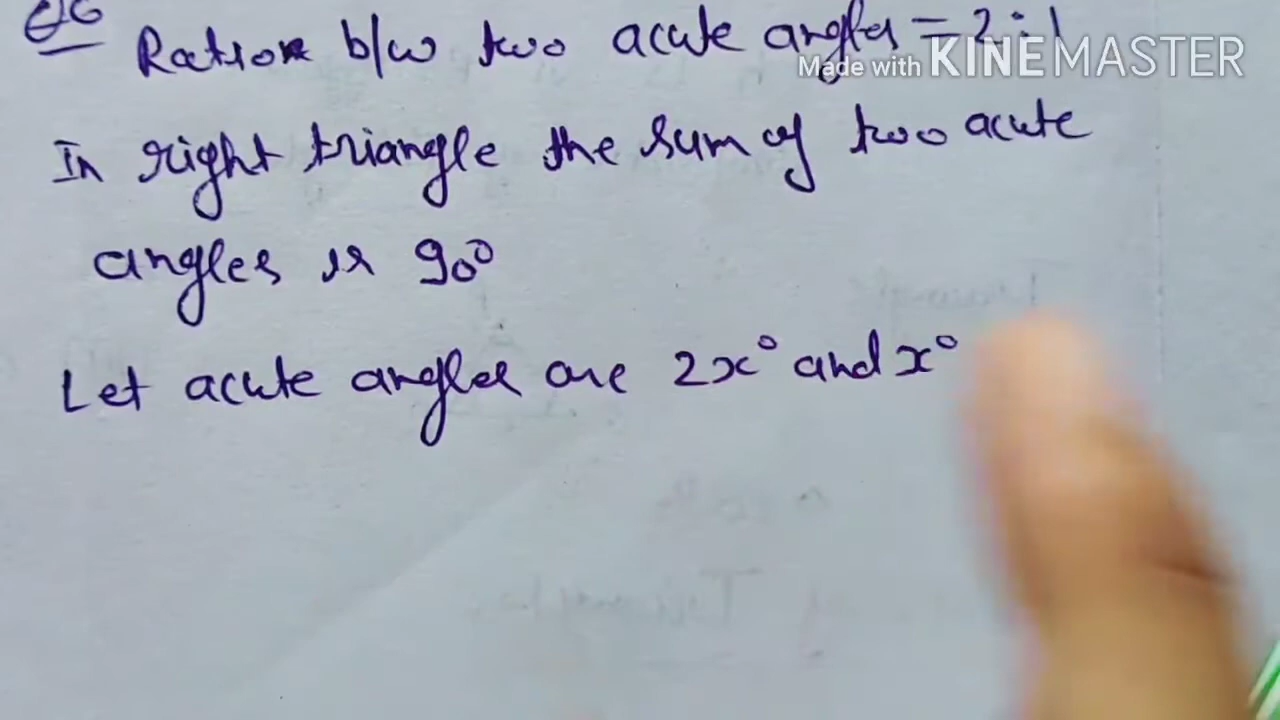 Q6 Ration b/w two acute angles = 2:1
Made with KINEMASTER
In right triangle the sum of two acute
angles is 90°
Let acute angles are 2x° and x°